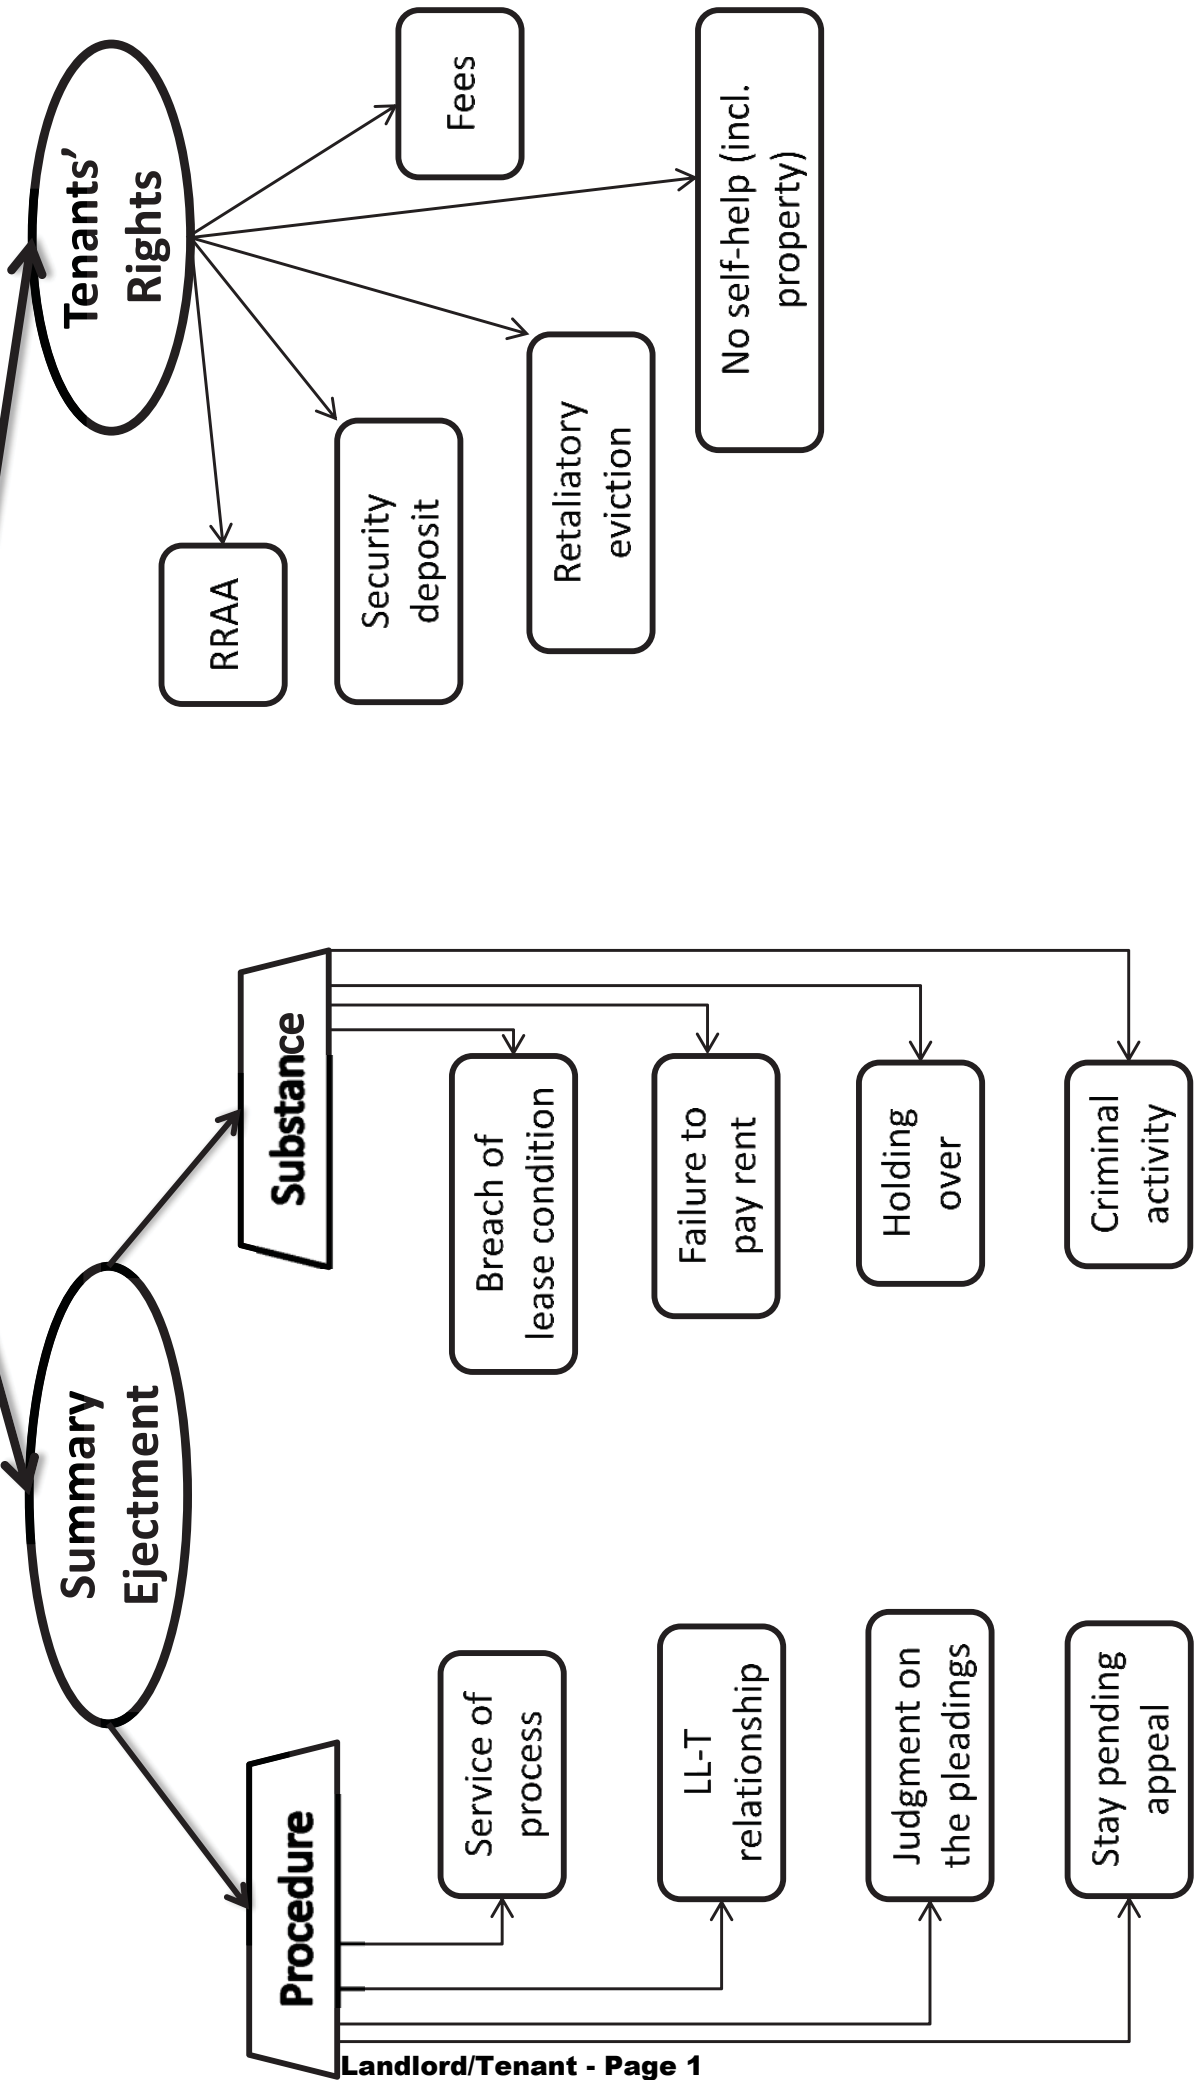 Summary
Ejectment
Procedure
Service of
process
LL-T
relationship
Judgment on
the pleadings
Stay pending
appeal
Substance
Breach of
lease condition
Failure to
pay rent
Holding
over
Criminal
activity
Tenants’
Rights
RRAA
Security
deposit
Retaliatory
eviction
No self-help (incl.
property)
Fees
Landlord/Tenant - Page 1